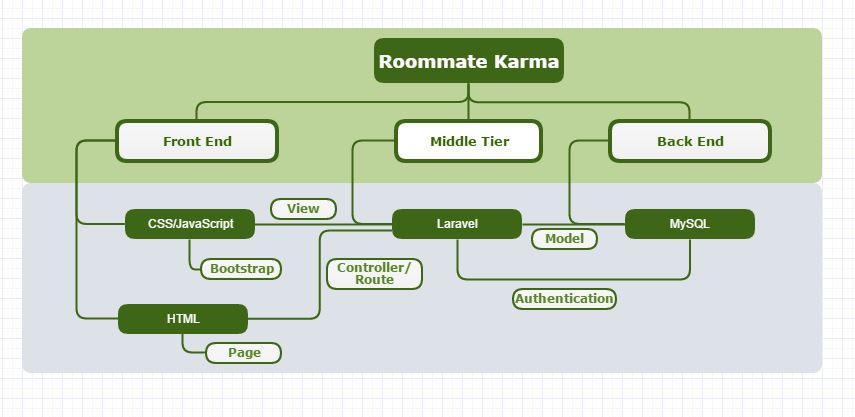 Roommate Karma
Front End
Middle Tier
Back End
View
CSS/JavaScript
Laravel
MySQL
Model
Bootstrap
Controller/
Route
Authentication
HTML
Page